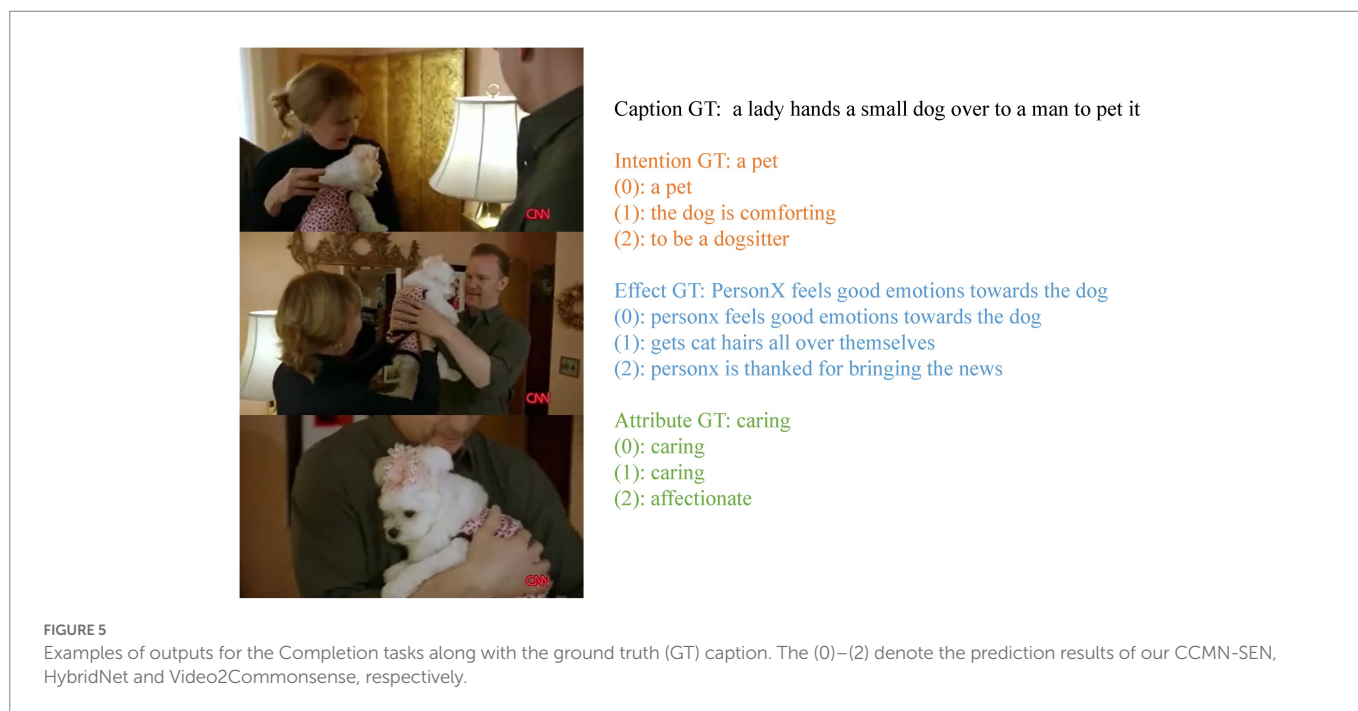 CNN
CNN
CNN
Caption GT: a lady hands a small dog over to a man to pet it
Intention GT: a pet
(0): a pet
(1): the dog is comforting
(2): to be a dogsitter
Effect GT: PersonX feels good emotions towards the dog
(0): personx feels good emotions towards the dog
(1): gets cat hairs all over themselves
(2): personx is thanked for bringing the news
Attribute GT: caring
(0): caring
(1): caring
(2): affectionate
FIGURE 5
Examples of outputs for the Completion tasks along with the ground truth (GT) caption. The (0)–(2) denote the prediction results of our CCMN-SEN,
HybridNet and Video2Commonsense, respectively.